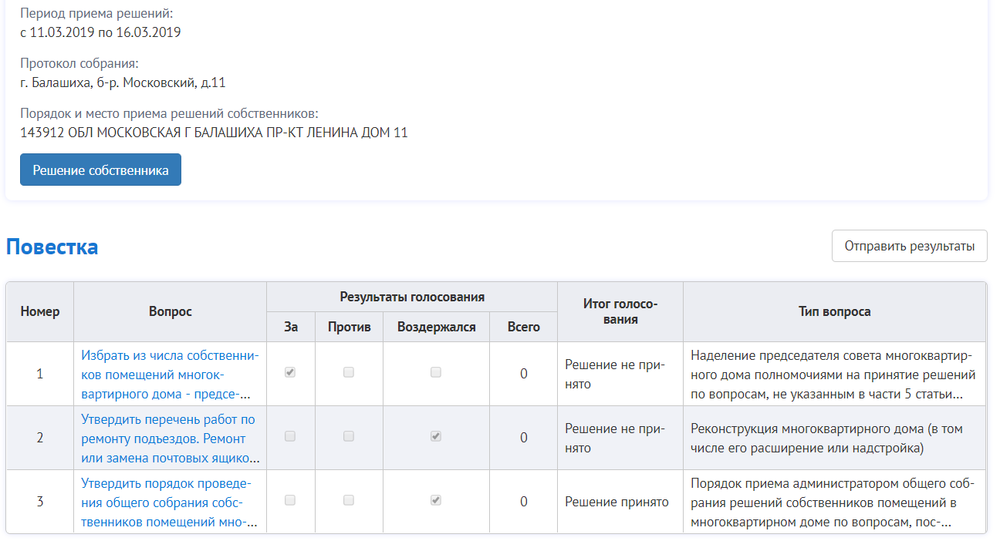 Период приема решений:
с 11.03.2019 по 16.03.2019
Протокол собрания:
г. Балашиха, б-р. Московский, д.11
Порядок и место приема решений собственников:
143912 ОБЛ МОСКОВСКАЯ Г БАЛАШИХА ПР-КТ ЛЕНИНА ДОМ 11
Решение собственника
Повестка
Отправить результаты
Номер
Вопрос
Результаты голосования
За
Против
Воздержался
Всего
Итог голосо-
вания
Тип вопроса
1
Избрать из числа собственни-
ков помещений многок-
вартирного дома - предсе-...
0
Решение не при-
нято
Наделение председателя совета многоквартир-
ного дома полномочиями на принятие решений
по вопросам, не указанным в части 5 статьи...
2
Утвердить перечень работ по
ремонту подъездов. Ремонт
или замена почтовых ящико...
0
Решение не при-
нято
Реконструкция многоквартирного дома (в том
числе его расширение или надстройка)
3
Утвердить порядок проведе-
ния общего собрания собс-
твенников помещений мно-...
0
Решение принято
Порядок приема администратором общего соб-
рания решений собственников помещений в
многоквартирном доме по вопросам, пос-...